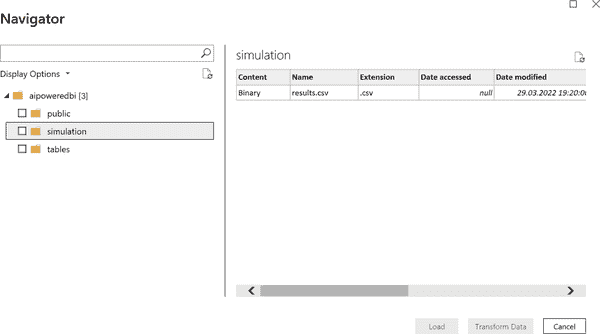 Navigator
Display Options
aipoweredbi [3]
public
simulation
tables
simulation
Content Name Extension Date accessed Date modified
Binary results.csv .csv null 29.03.2022 19:20:0
Load Transform Data Cancel